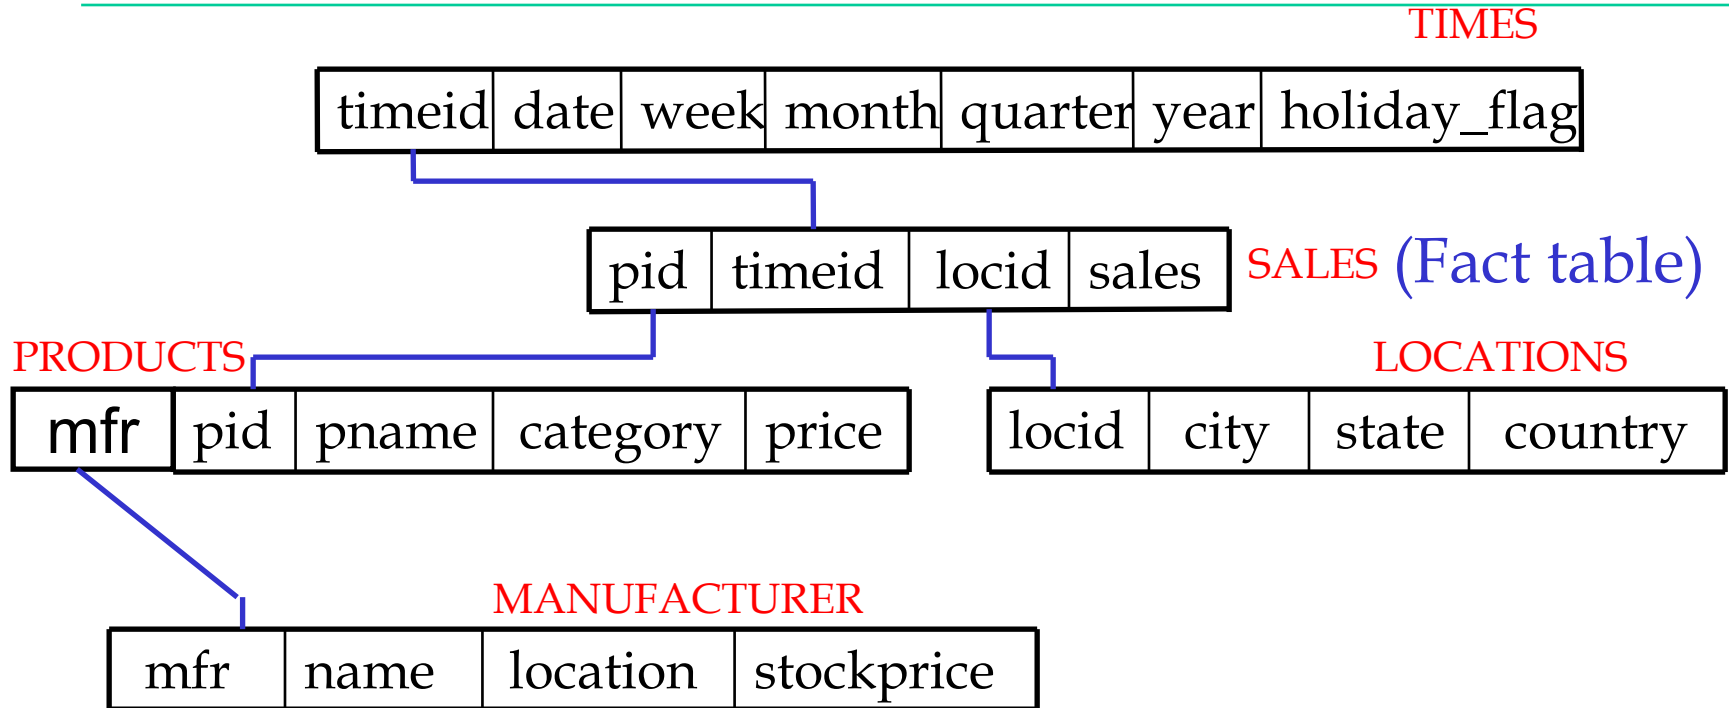 TIMES
timeid date week month quarter year holiday_flag
pid timeid locid sales SALES (Fact table)
PRODUCTS LOCATIONS
mfr pid pname category price locid city state country
MANUFACTURER
mfr name location stockprice